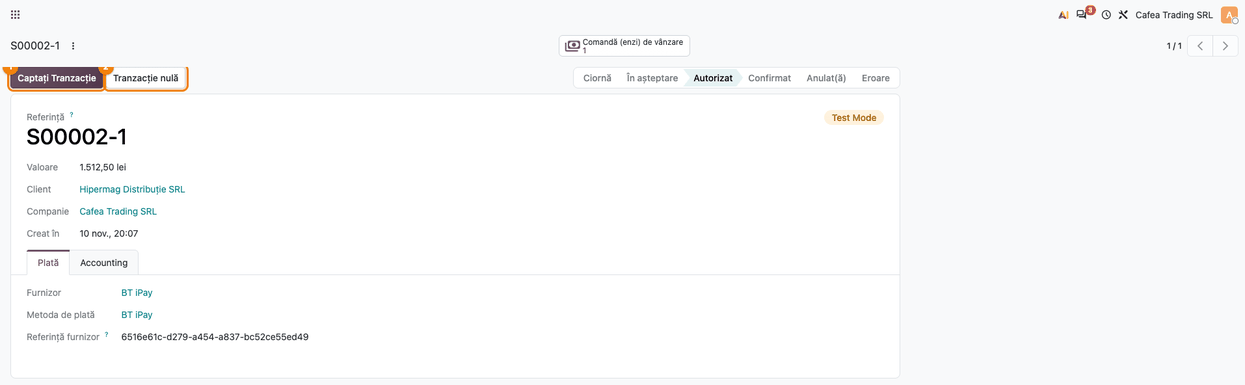 3
Cafea Trading SRL
A
S00002-1
Comandă (enzi) de vânzare
1
1 / 1
Captați Tranzacție
Tranzacție nulă
Ciornă
În așteptare
Autorizat
Confirmat
Anulat(ă)
Eroare
Referință ?
Test Mode
S00002-1
Valoare 1.512,50 lei
Client Hipermag Distribuție SRL
Companie Cafea Trading SRL
Creat în 10 nov., 20:07
Plată
Accounting
Furnizor BT iPay
Metoda de plată BT iPay
Referință furnizor ? 6516e61c-d279-a454-a837-bc52ce55ed49